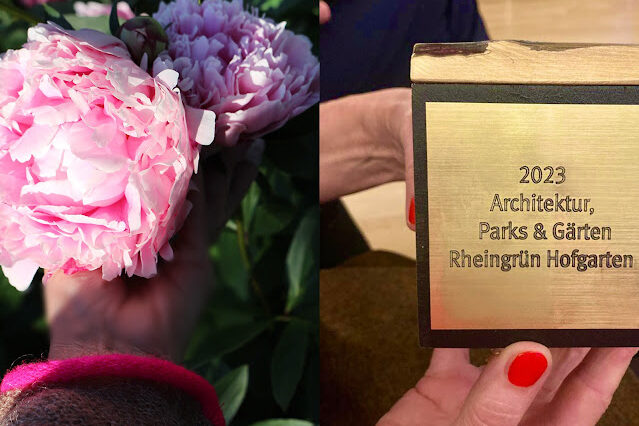 2023
Architektur,
Parks & Gärten
Rheingrün Hofgarten